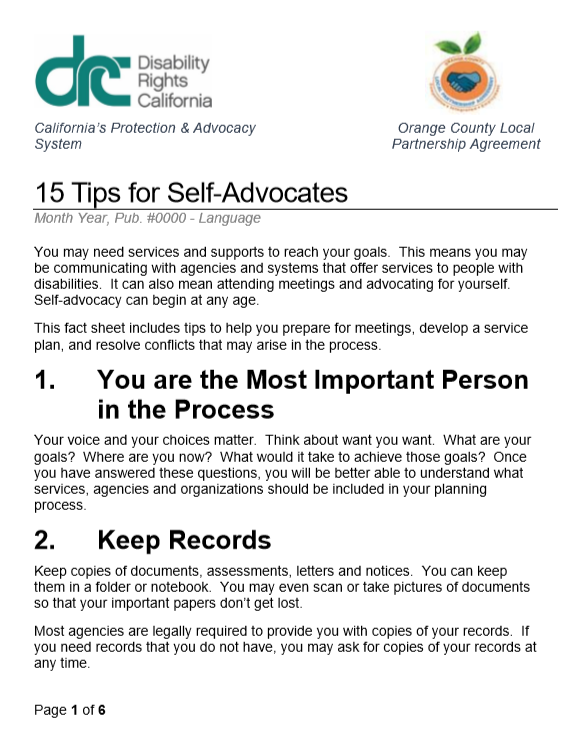 drc Disability
Rights
California
California's Protection & Advocacy
System
Orange County Local
Partnership Agreement
15 Tips for Self-Advocates
Month Year, Pub. #0000 - Language
You may need services and supports to reach your goals. This means you may
be communicating with agencies and systems that offer services to people with
disabilities. It can also mean attending meetings and advocating for yourself.
Self-advocacy can begin at any age.
This fact sheet includes tips to help you prepare for meetings, develop a service
plan, and resolve conflicts that may arise in the process.
1. You are the Most Important Person
in the Process
Your voice and your choices matter. Think about want you want. What are your
goals? Where are you now? What would it take to achieve those goals? Once
you have answered these questions, you will be better able to understand what
services, agencies and organizations should be included in your planning
process.
2. Keep Records
Keep copies of documents, assessments, letters and notices. You can keep
them in a folder or notebook. You may even scan or take pictures of documents
so that your important papers don't get lost.
Most agencies are legally required to provide you with copies of your records. If
you need records that you do not have, you may ask for copies of your records at
any time.
Page 1 of 6